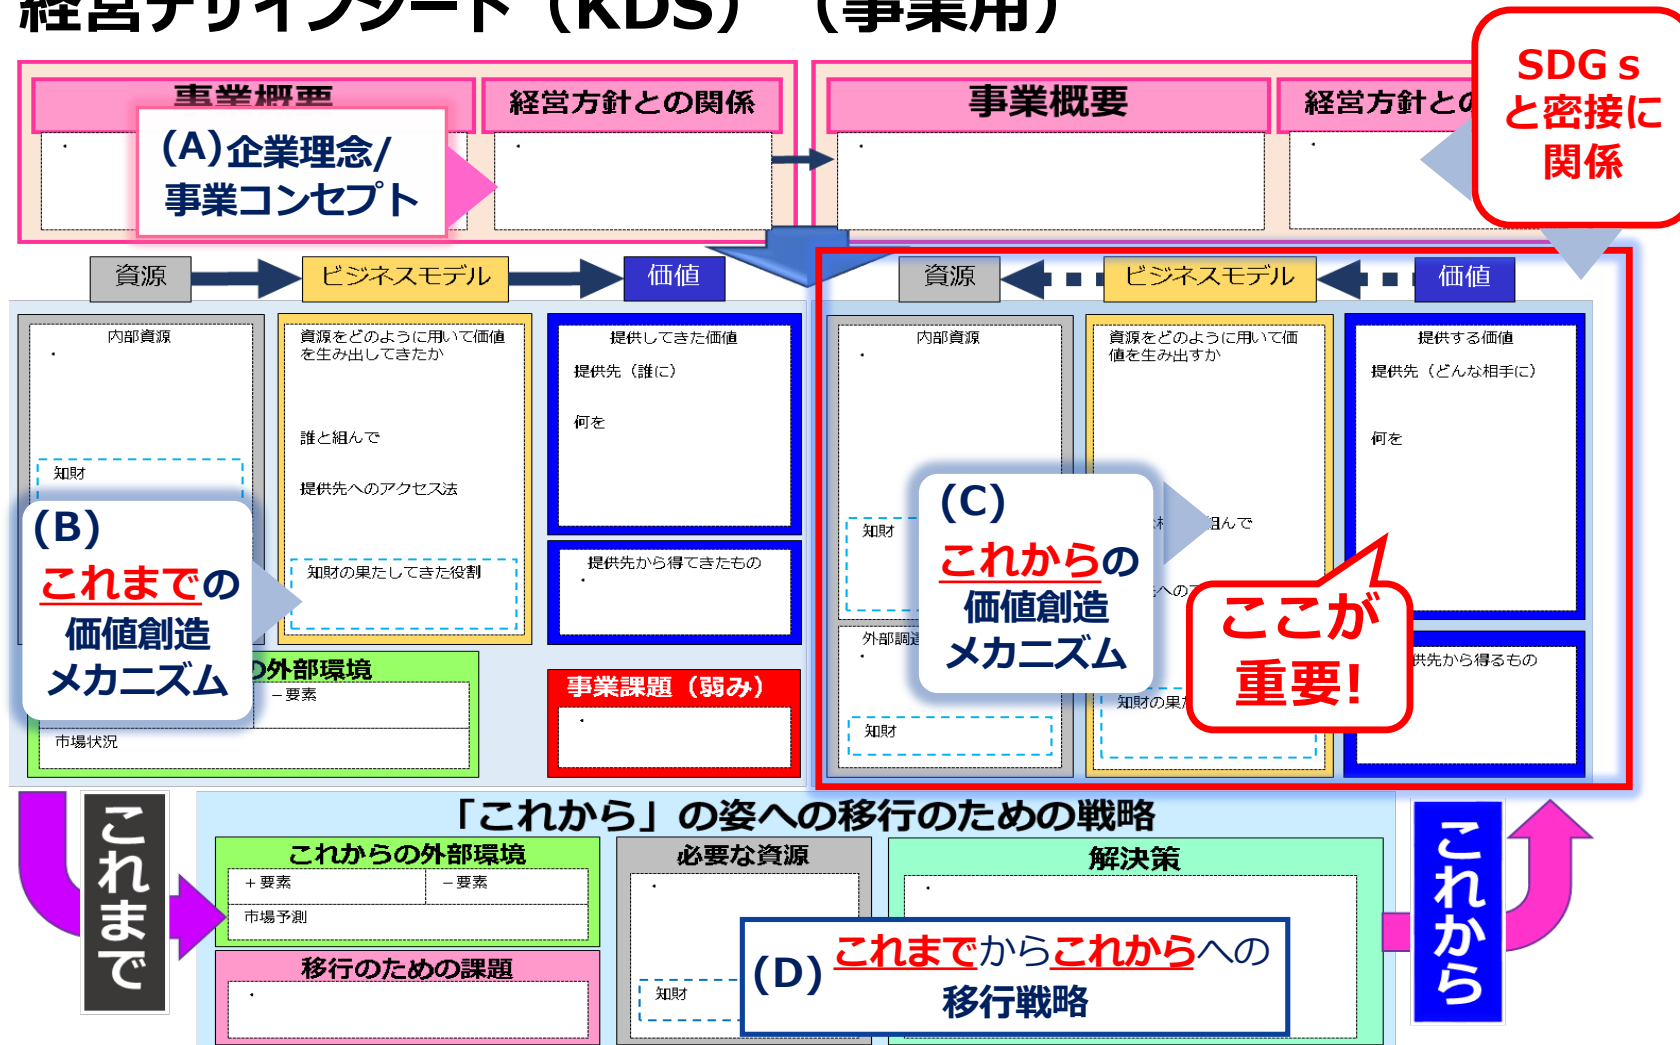 経営デザインシート（KDS）（事業用）
SDGｓ
と密接に
関係
事業概要
経営方針との関係
・
・
(A)企業理念/
事業コンセプト
事業概要
経営方針との
・
・
資源
ビジネスモデル
価値
内部資源
・
知財
資源をどのように用いて価値
を生み出してきたか
誰と組んで
提供先へのアクセス法
知財の果たしてきた役割
提供してきた価値
提供先（誰に）
何を
提供先から得てきたもの
・
(B)
これまでの
価値創造
メカニズム
の外部環境
－要素
市場状況
事業課題（弱み）
・
資源
ビジネスモデル
価値
内部資源
・
知財
外部調達
・
知財
資源をどのように用いて価
値を生み出すか
組んで
へのア
知財の果た
提供する価値
提供先（どんな相手に）
何を
供先から得るもの
(C)
これからの
価値創造
メカニズム
ここが
重要!
これまで
「これから」の姿への移行のための戦略
これからの外部環境
＋要素
－要素
市場予測
移行のための課題
・
必要な資源
・
知財
解決策
・
(D)
これまでからこれからへの
移行戦略
これから